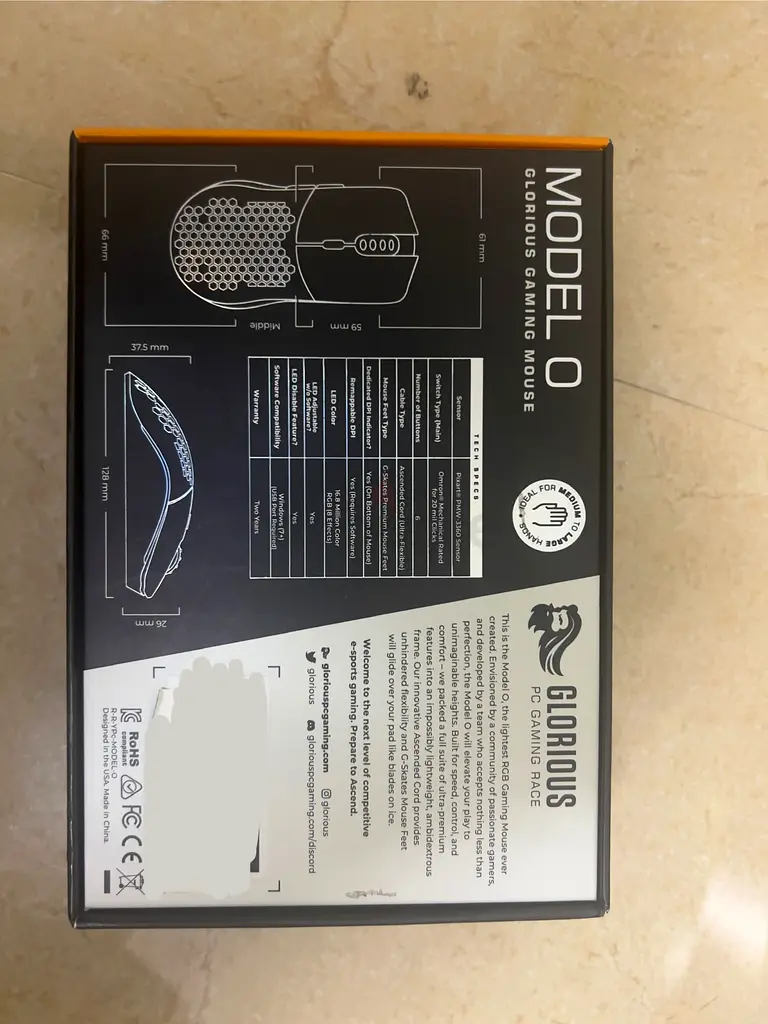 MODEL O
GLORIOUS GAMING MOUSE
61 mm
66 mm
59 mm
Middle
37.5 mm
128 mm
26 mm
TECH SPECS
Sensor Pixart® PMW-3360 Sensor
Switch Type (Main) Omron® Mechanical Rated
for 20 mil Clicks
Number of Buttons 6
Cable Type Ascended Cord (Ultra-Flexible)
Mouse Feet Type G-Skates Premium Mouse Feet
Dedicated DPI Indicator? Yes (On Bottom of Mouse)
Remappable DPI Yes (Requires Software)
LED Color 16.8 Million Color
RGB (8 Effects)
LED Adjustable
w/o Software? Yes
LED Disable Feature? Yes
Software Compatibility Windows (7+)
(USB Port Required)
Warranty Two Years
IDEAL FOR MEDIUM TO LARGE HANDS
GLORIOUS
PC GAMING RACE
This is the Model O, the lightest RGB Gaming Mouse ever
created. Envisioned by a community of passionate gamers,
and developed by a team who accepts nothing less than
perfection, the Model O will elevate your play to
unimaginable heights. Built for speed, control, and
comfort – we packed a full suite of ultra-premium
features into an impossibly lightweight, ambidextrous
frame. Our innovative Ascended Cord provides
unhindered flexibility and G-Skates Mouse Feet
will glide over your pad like blades on ice.
Welcome to the next level of competitive
e-sports gaming. Prepare to Ascend.
gloriouspcgaming.com glorious
glorious gloriouspcgaming.com/discord
RoHS
compliant
FC CE
R-R-YPc-MODEL-O
Designed in the USA. Made in China.